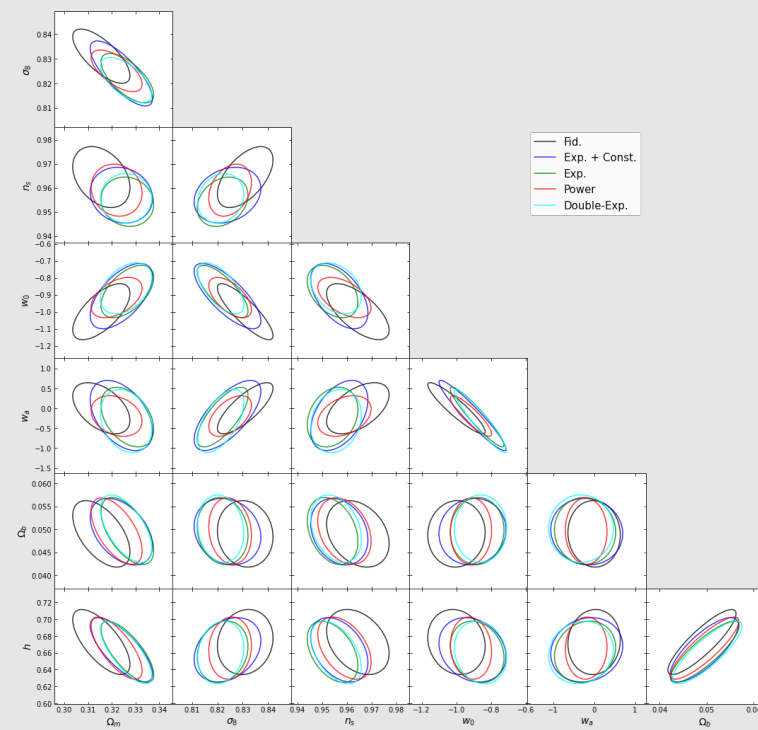 0.84
0.83
σ8
0.82
0.81
0.98
0.97
ns
0.96
0.95
0.94
Fid.
Exp. + Const.
Exp.
Power
Double-Exp.
−0.6
−0.7
−0.8
w0
−0.9
−1.0
−1.1
−1.2
1.0
0.5
wa
0.0
−0.5
−1.0
−1.5
0.060
0.055
Ωb
0.050
0.045
0.040
0.72
0.70
0.68
h
0.66
0.64
0.62
0.60
0.30 0.31 0.32 0.33 0.34 0.82 0.83 0.84 0.94 0.95 0.96 0.97 0.98 −1.2 −1.0 −0.8 −0.6 −1 0 1 0.04 0.05
Ωm σ8 ns w0 wa Ωb